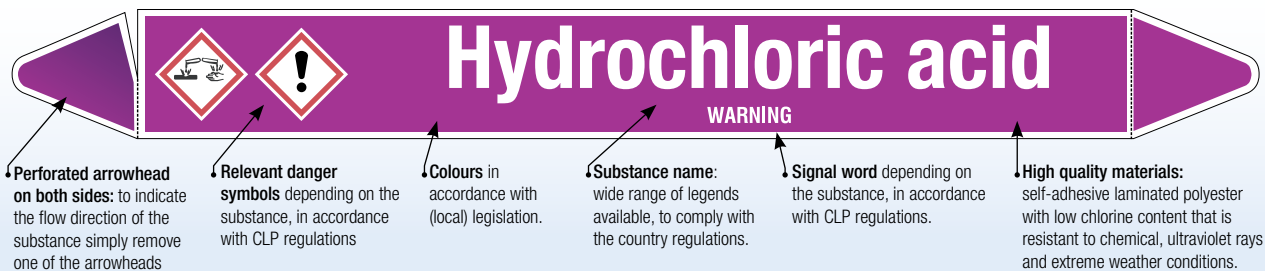 Hydrochloric acid
WARNING
Perforated arrowhead
on both sides: to indicate
the flow direction of the
substance simply remove
one of the arrowheads
Relevant danger
symbols depending on the
substance, in accordance
with CLP regulations
Colours in
accordance with
(local) legislation.
Substance name:
wide range of legends
available, to comply with
the country regulations.
Signal word depending on
the substance, in accordance
with CLP regulations.
High quality materials:
self-adhesive laminated polyester
with low chlorine content that is
resistant to chemical, ultraviolet rays
and extreme weather conditions.